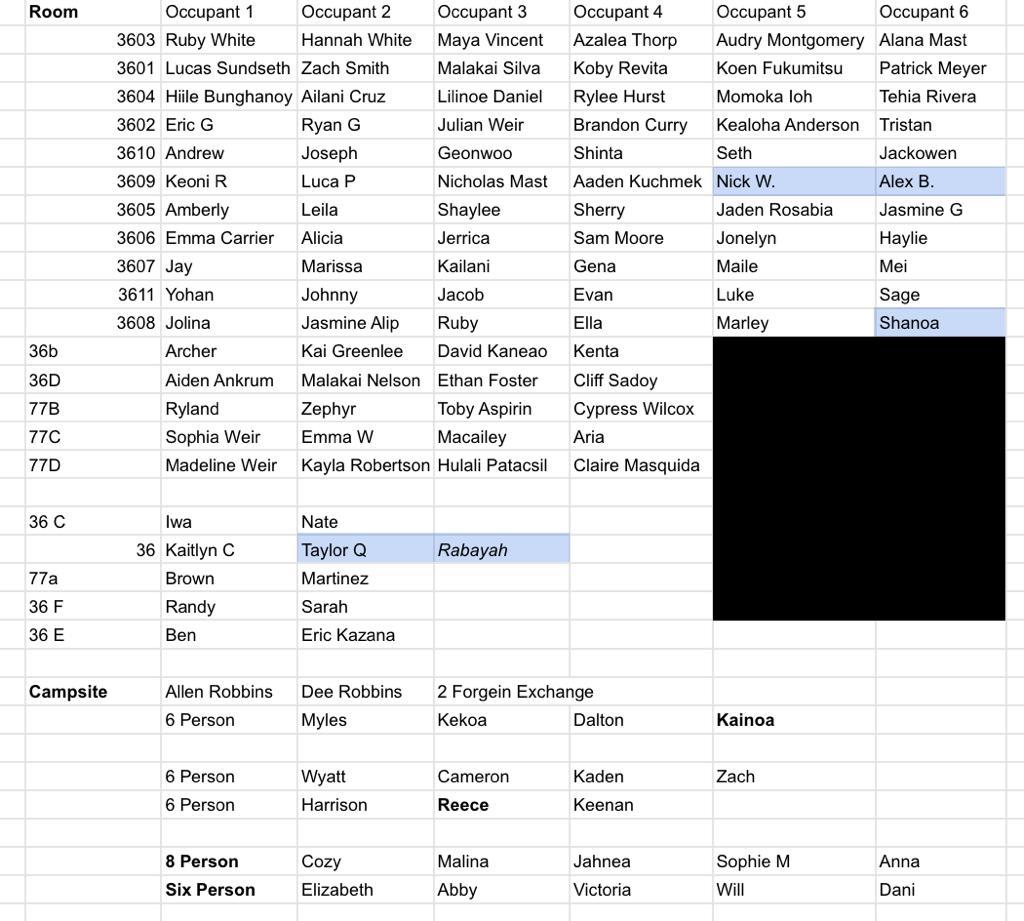 Room Occupant 1 Occupant 2 Occupant 3 Occupant 4 Occupant 5 Occupant 6
3603 Ruby White Hannah White Maya Vincent Azalea Thorp Audry Montgomery Alana Mast
3601 Lucas Sundseth Zach Smith Malakai Silva Koby Revita Koen Fukumitsu Patrick Meyer
3604 Hiile Bunghanoy Ailani Cruz Lilinoe Daniel Rylee Hurst Momoka Ioh Tehia Rivera
3602 Eric G Ryan G Julian Weir Brandon Curry Kealoha Anderson Tristan
3610 Andrew Joseph Geonwoo Shinta Seth Jackowen
3609 Keoni R Luca P Nicholas Mast Aaden Kuchmek Nick W. Alex B.
3605 Amberly Leila Shaylee Sherry Jaden Rosabia Jasmine G
3606 Emma Carrier Alicia Jerrica Sam Moore Jonelyn Haylie
3607 Jay Marissa Kailani Gena Maile Mei
3611 Yohan Johnny Jacob Evan Luke Sage
3608 Jolina Jasmine Alip Ruby Ella Marley Shanoa
36b Archer Kai Greenlee David Kaneao Kenta
36D Aiden Ankrum Malakai Nelson Ethan Foster Cliff Sadoy
77B Ryland Zephyr Toby Aspirin Cypress Wilcox
77C Sophia Weir Emma W Macailey Aria
77D Madeline Weir Kayla Robertson Hulali Patacsil Claire Masquida
36 C Iwa Nate
36 Kaitlyn C Taylor Q Rabayah
77a Brown Martinez
36 F Randy Sarah
36 E Ben Eric Kazana
Campsite Allen Robbins Dee Robbins 2 Forgein Exchange
6 Person Myles Kekoa Dalton Kainoa
6 Person Wyatt Cameron Kaden Zach
6 Person Harrison Reece Keenan
8 Person Cozy Malina Jahnea Sophie M Anna
Six Person Elizabeth Abby Victoria Will Dani